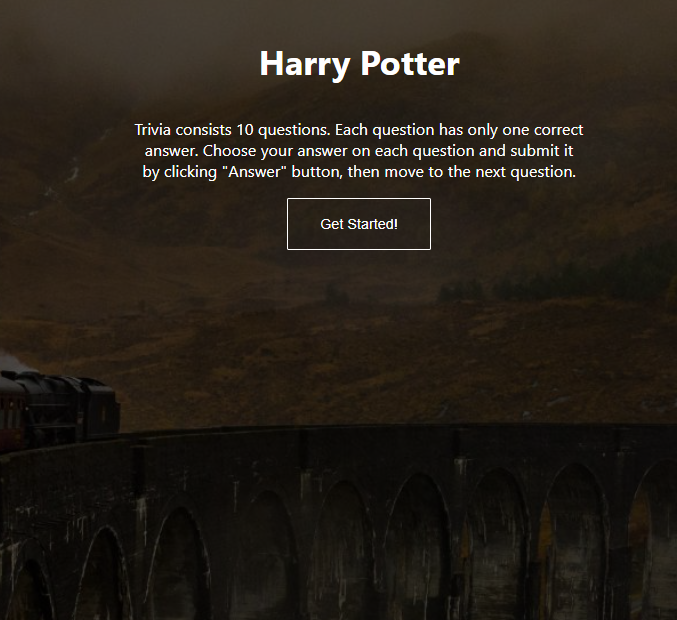 Harry Potter
Trivia consists 10 questions. Each question has only one correct
answer. Choose your answer on each question and submit it
by clicking "Answer" button, then move to the next question.
Get Started!